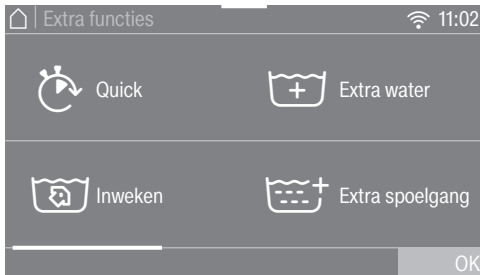 Extra functies 11:02
Quick
Extra water
Inweken
Extra spoelgang
OK